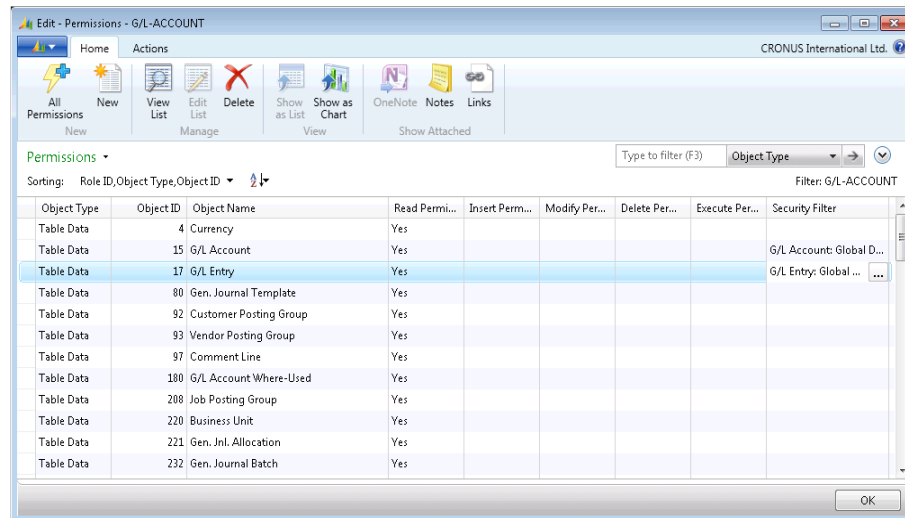 Edit - Permissions - G/L-ACCOUNT
Home Actions CRONUS International Ltd.
All Permissions New View List Edit List Delete Show as List Show as Chart OneNote Notes Links
New Manage View Show Attached
Permissions Type to filter (F3) Object Type
Sorting: Role ID,Object Type,Object ID Filter: G/L-ACCOUNT
Object Type Object ID Object Name Read Permi... Insert Perm... Modify Per... Delete Per... Execute Per... Security Filter
Table Data 4 Currency Yes
Table Data 15 G/L Account Yes G/L Account: Global D...
Table Data 17 G/L Entry Yes G/L Entry: Global ... ...
Table Data 80 Gen. Journal Template Yes
Table Data 92 Customer Posting Group Yes
Table Data 93 Vendor Posting Group Yes
Table Data 97 Comment Line Yes
Table Data 180 G/L Account Where-Used Yes
Table Data 208 Job Posting Group Yes
Table Data 220 Business Unit Yes
Table Data 221 Gen. Jnl. Allocation Yes
Table Data 232 Gen. Journal Batch Yes
OK